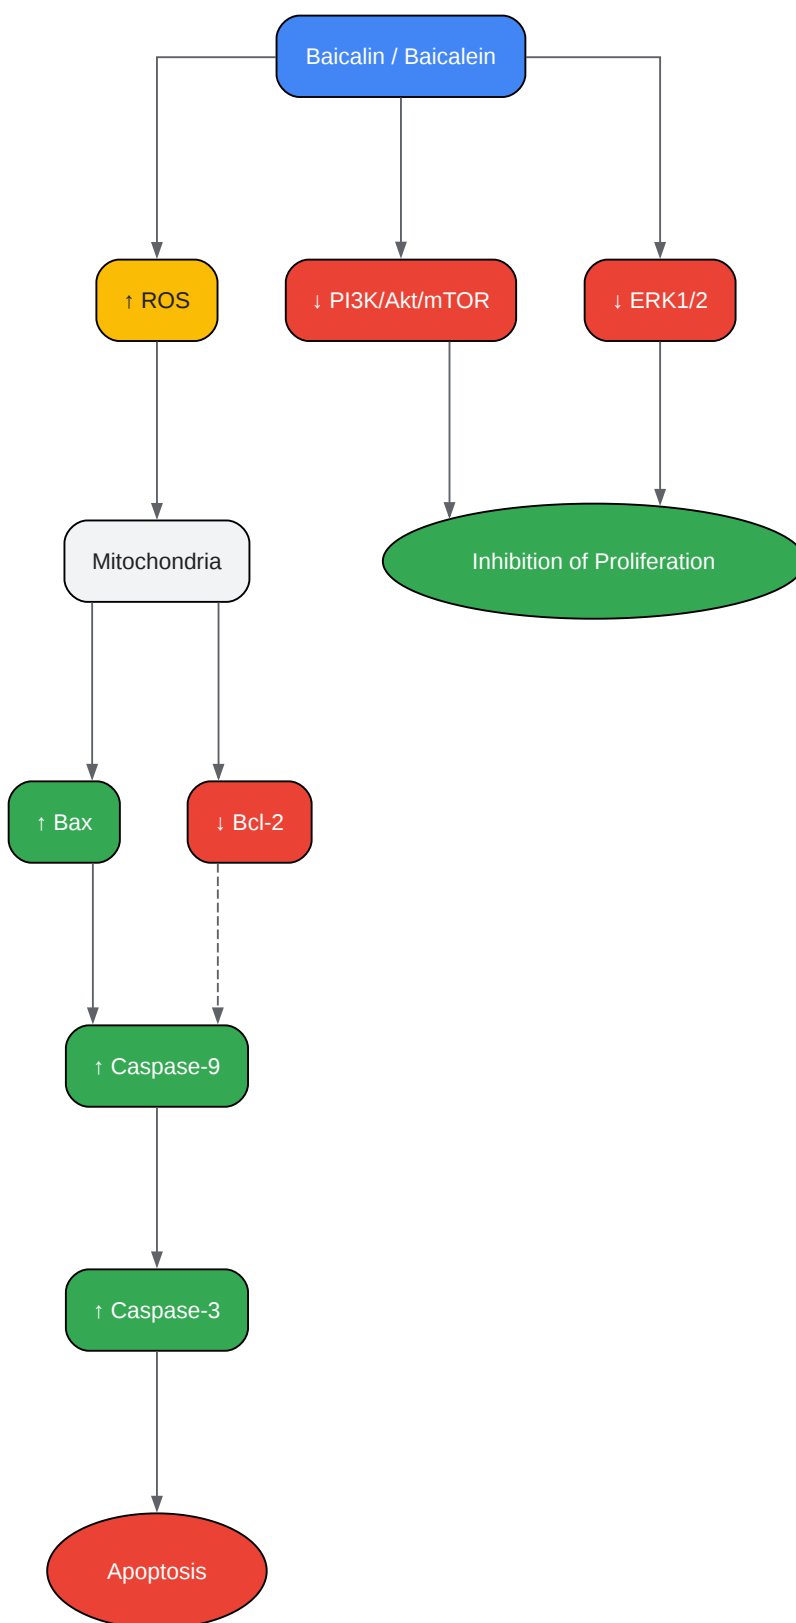 Baicalin / Baicalein
↑ ROS
↓ PI3K/Akt/mTOR
↓ ERK1/2
Mitochondria
Inhibition of Proliferation
↑ Bax
↓ Bcl-2
↑ Caspase-9
↑ Caspase-3
Apoptosis